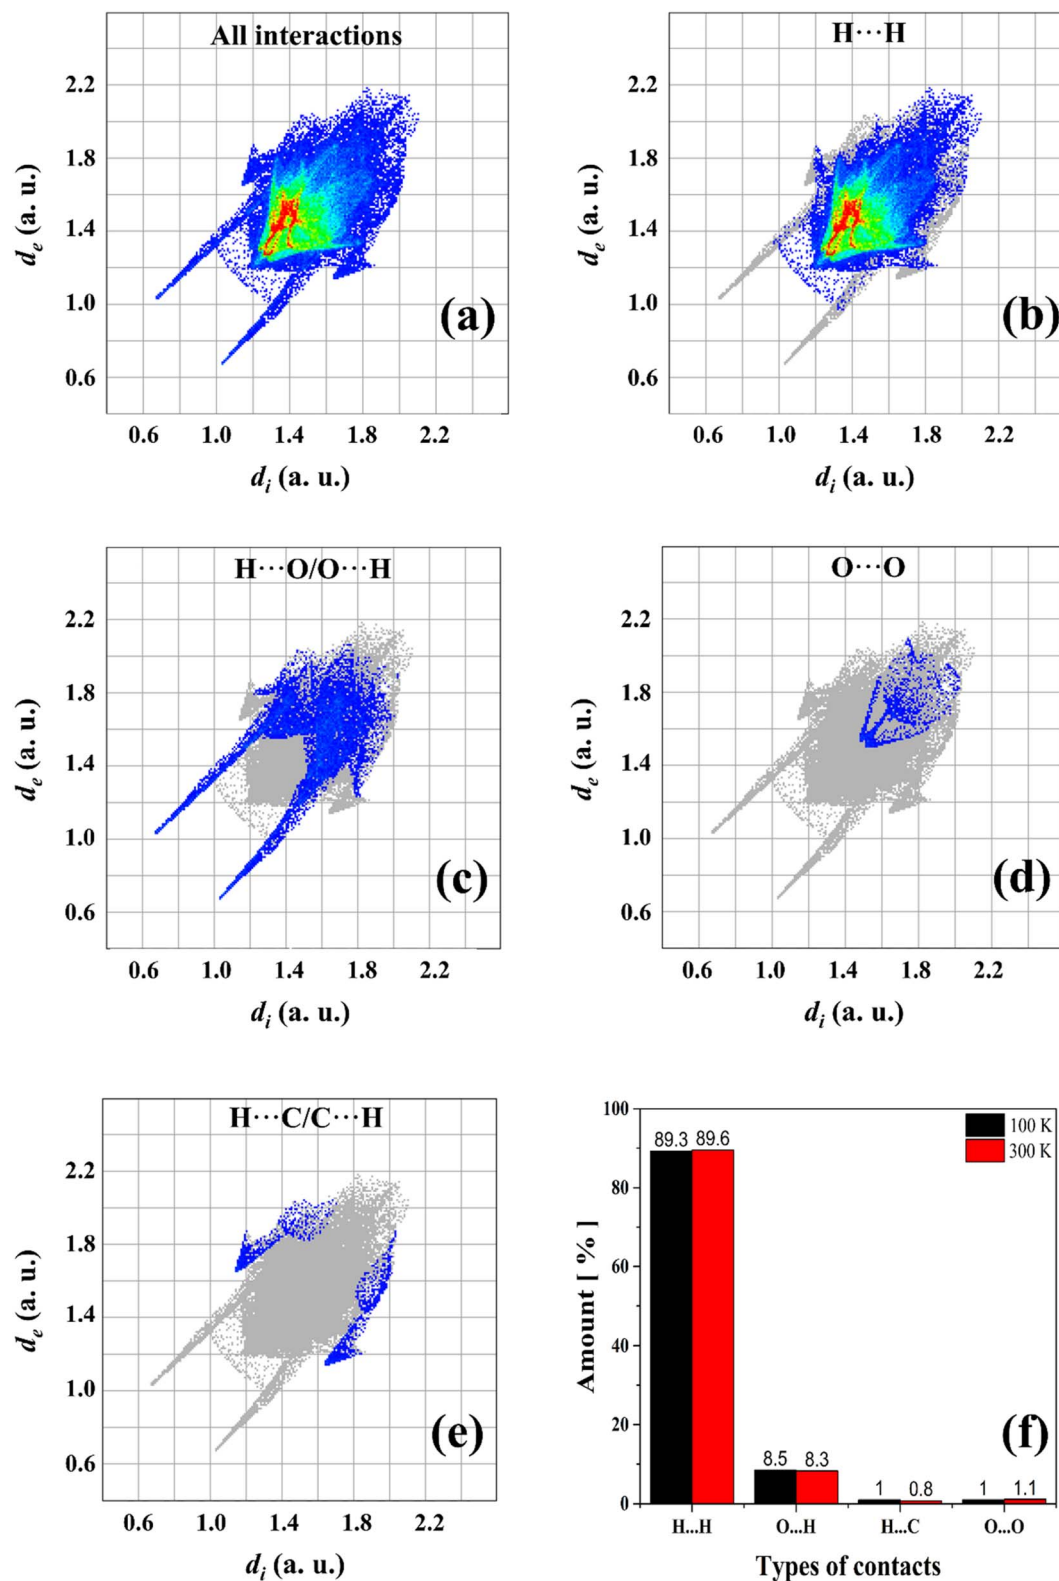 All interactions
2.2
1.8
1.4
1.0
0.6
d_e (a. u.)
0.6 1.0 1.4 1.8 2.2
d_i (a. u.)
(a)
H···H
2.2
1.8
1.4
1.0
0.6
d_e (a. u.)
0.6 1.0 1.4 1.8 2.2
d_i (a. u.)
(b)
H···O/O···H
2.2
1.8
1.4
1.0
0.6
d_e (a. u.)
0.6 1.0 1.4 1.8 2.2
d_i (a. u.)
(c)
O···O
2.2
1.8
1.4
1.0
0.6
d_e (a. u.)
0.6 1.0 1.4 1.8 2.2
d_i (a. u.)
(d)
H···C/C···H
2.2
1.8
1.4
1.0
0.6
d_e (a. u.)
0.6 1.0 1.4 1.8 2.2
d_i (a. u.)
(e)
100
80
60
40
20
0
Amount [ % ]
100 K
300 K
89.3 89.6
8.5 8.3
1 0.8
1 1.1
H...H O...H H...C O...O
Types of contacts
(f)